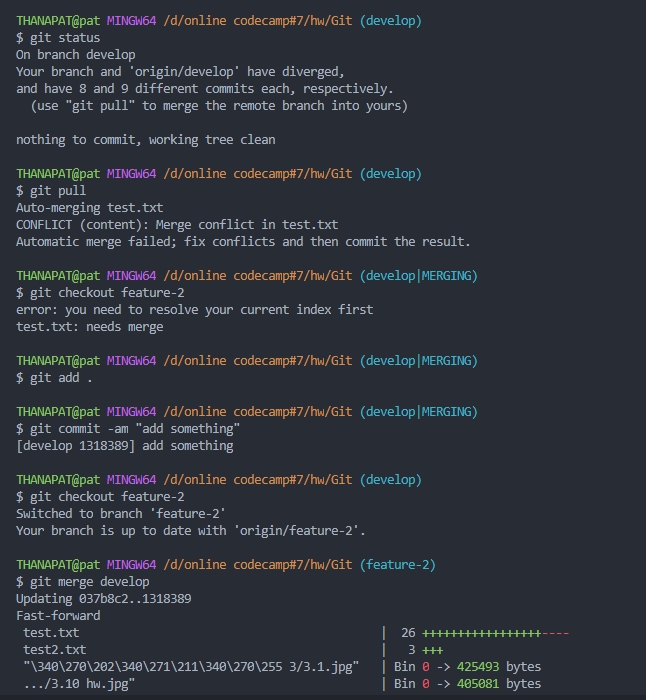 THANAPAT@pat MINGW64 /d/online codecamp#7/hw/Git (develop)
$ git status
On branch develop
Your branch and 'origin/develop' have diverged,
and have 8 and 9 different commits each, respectively.
  (use "git pull" to merge the remote branch into yours)

nothing to commit, working tree clean

THANAPAT@pat MINGW64 /d/online codecamp#7/hw/Git (develop)
$ git pull
Auto-merging test.txt
CONFLICT (content): Merge conflict in test.txt
Automatic merge failed; fix conflicts and then commit the result.

THANAPAT@pat MINGW64 /d/online codecamp#7/hw/Git (develop|MERGING)
$ git checkout feature-2
error: you need to resolve your current index first
test.txt: needs merge

THANAPAT@pat MINGW64 /d/online codecamp#7/hw/Git (develop|MERGING)
$ git add .

THANAPAT@pat MINGW64 /d/online codecamp#7/hw/Git (develop|MERGING)
$ git commit -am "add something"
[develop 1318389] add something

THANAPAT@pat MINGW64 /d/online codecamp#7/hw/Git (develop)
$ git checkout feature-2
Switched to branch 'feature-2'
Your branch is up to date with 'origin/feature-2'.

THANAPAT@pat MINGW64 /d/online codecamp#7/hw/Git (feature-2)
$ git merge develop
Updating 037b8c2..1318389
Fast-forward
 test.txt | 26 +++++++++++++++++----
 test2.txt | 3 +++
 "\340\270\202\340\271\211\340\270\255 3/3.1.jpg" | Bin 0 -> 425493 bytes
 .../3.10 hw.jpg" | Bin 0 -> 405081 bytes